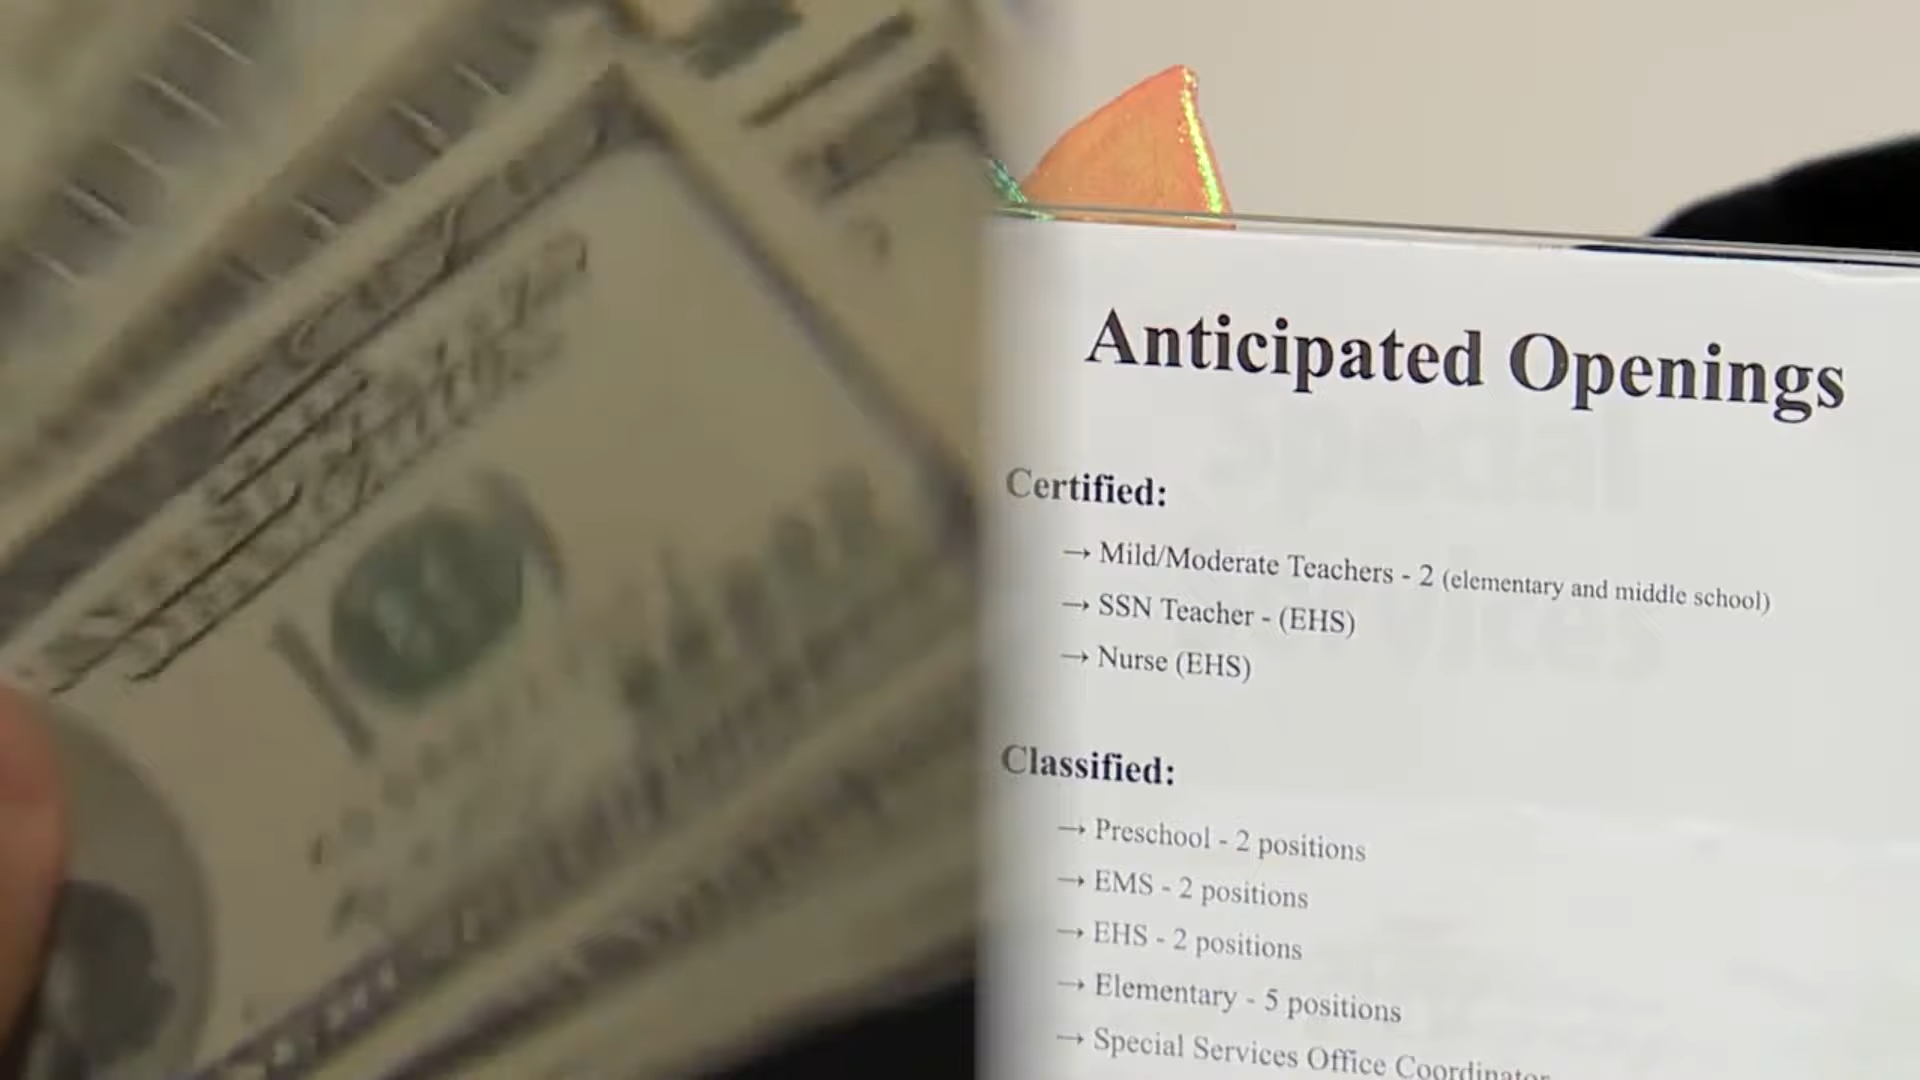 Anticipated Openings
Certified:
→ Mild/Moderate Teachers - 2 (elementary and middle school)
→ SSN Teacher - (EHS)
→ Nurse (EHS)
Classified:
→ Preschool - 2 positions
→ EMS - 2 positions
→ EHS - 2 positions
→ Elementary - 5 positions
→ Special Services Office Coordinator